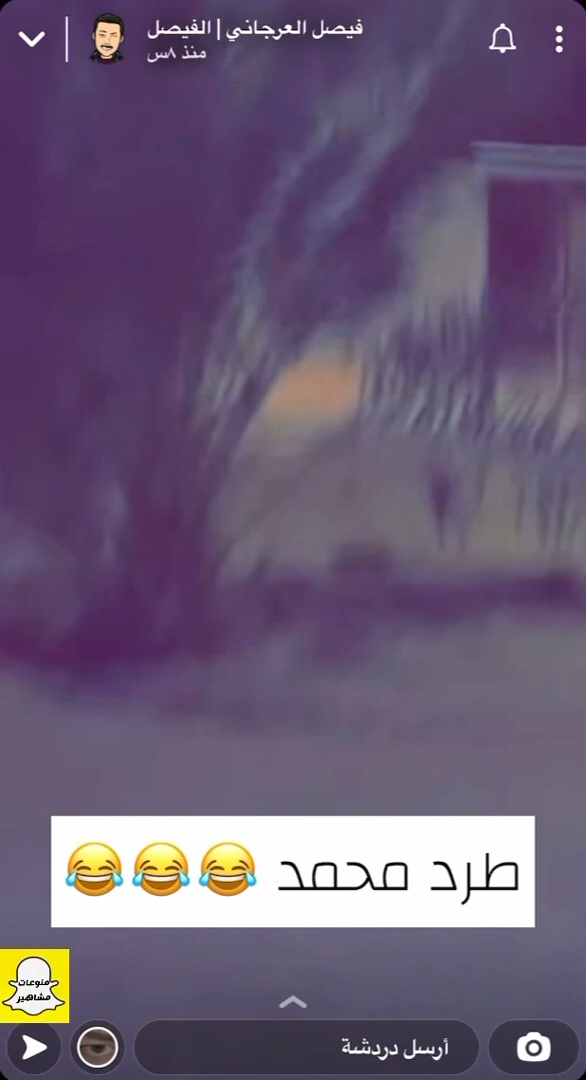 فيصل العرجاني | الفيصل
منذ ٨س
طرد محمد 😂😂😂
منوعات
مشاهير
أرسل دردشة